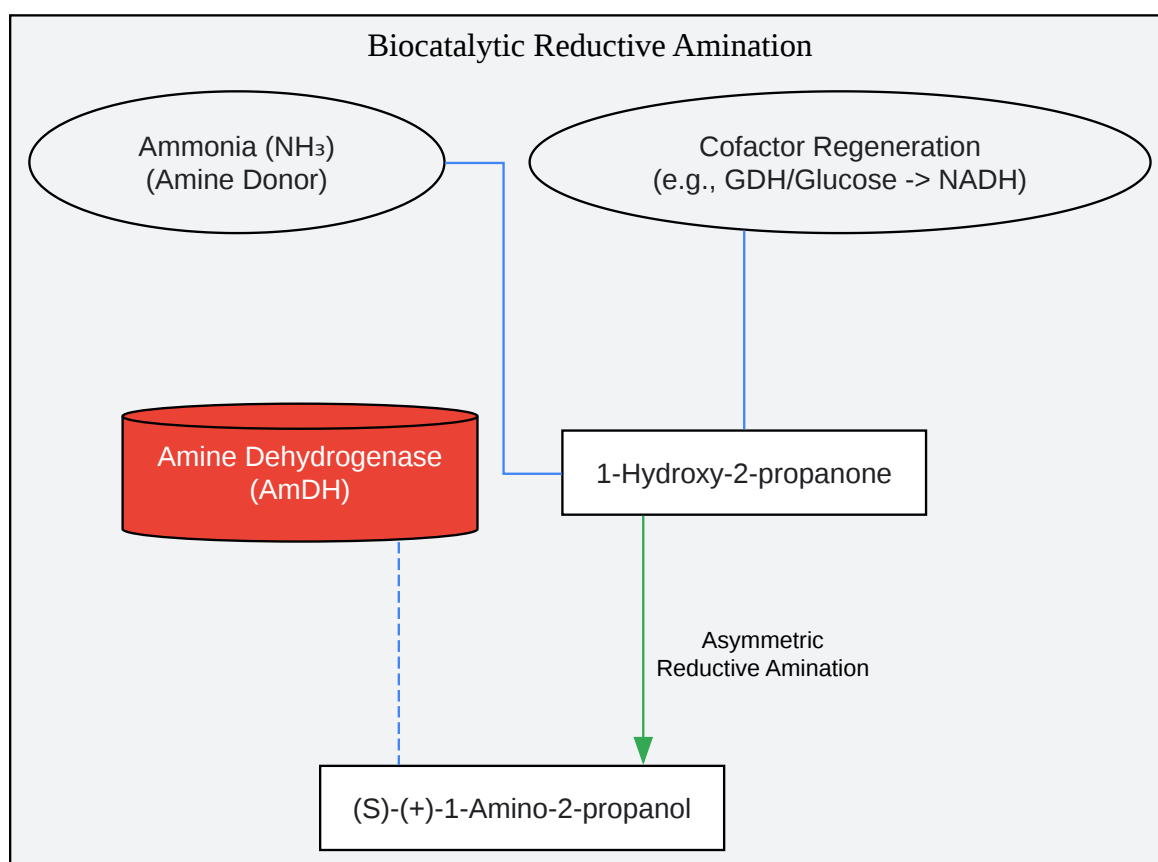 Biocatalytic Reductive Amination
Ammonia (NH₃)
(Amine Donor)
Cofactor Regeneration
(e.g., GDH/Glucose -> NADH)
Amine Dehydrogenase
(AmDH)
1-Hydroxy-2-propanone
Asymmetric
Reductive Amination
(S)-(+)-1-Amino-2-propanol